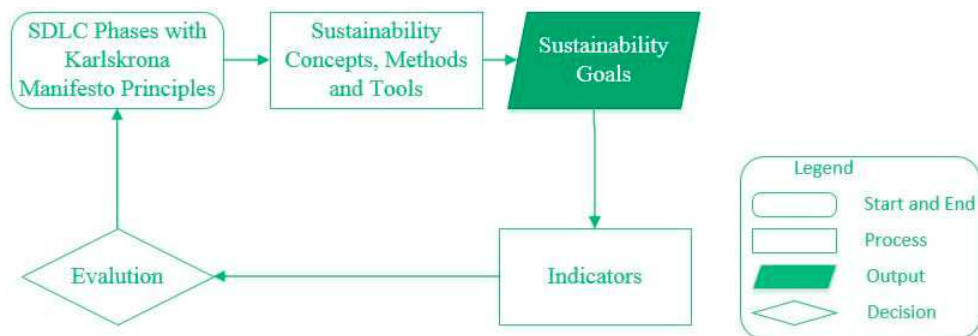 SDLC Phases with
Karlskrona
Manifesto Principles
Sustainability
Concepts, Methods
and Tools
Sustainability
Goals
Evalution
Indicators
Legend
Start and End
Process
Output
Decision